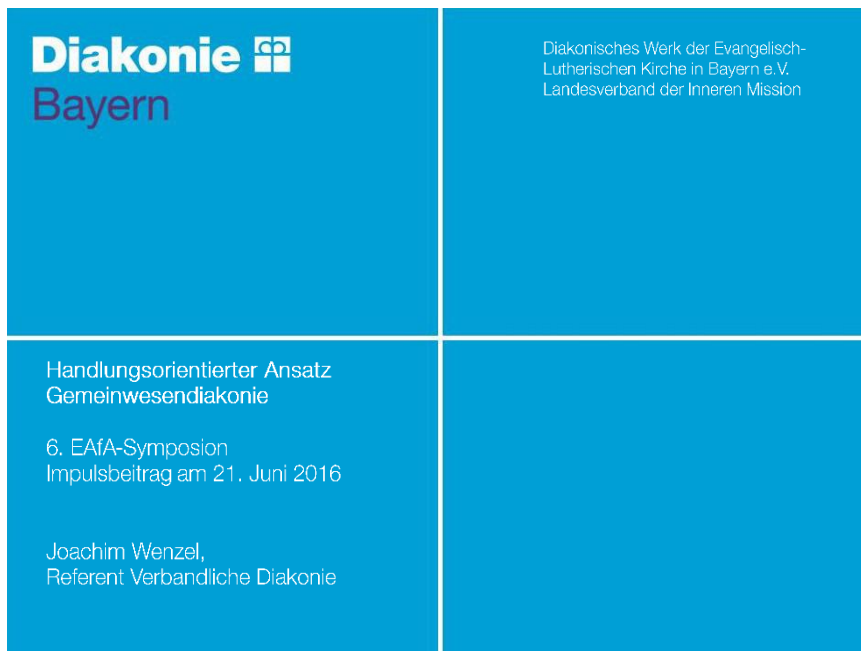 Diakonie
Bayern
Diakonisches Werk der Evangelisch-
Lutherischen Kirche in Bayern e.V.
Landesverband der Inneren Mission
Handlungsorientierter Ansatz
Gemeinwesendiakonie
6. EAfA-Symposion
Impulsbeitrag am 21. Juni 2016
Joachim Wenzel,
Referent Verbandliche Diakonie